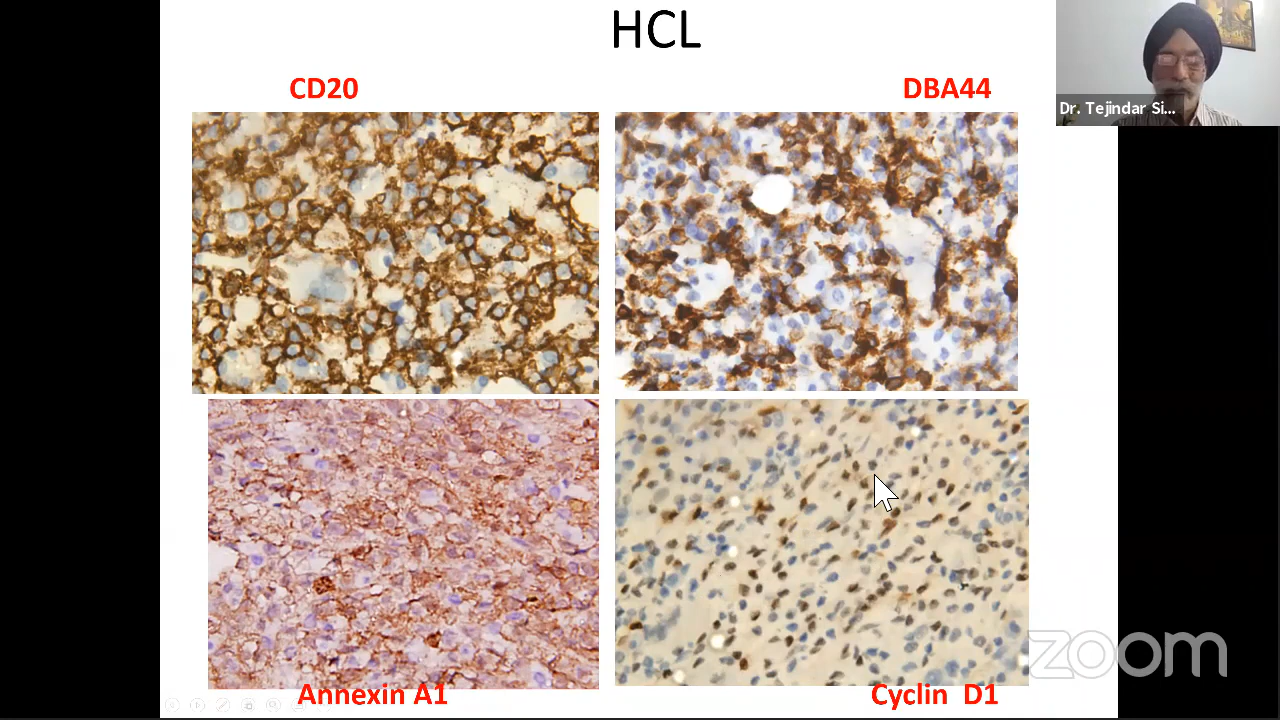 HCL
CD20
DBA44
Dr. Tejindar Si...
Annexin A1
Cyclin D1
zoom